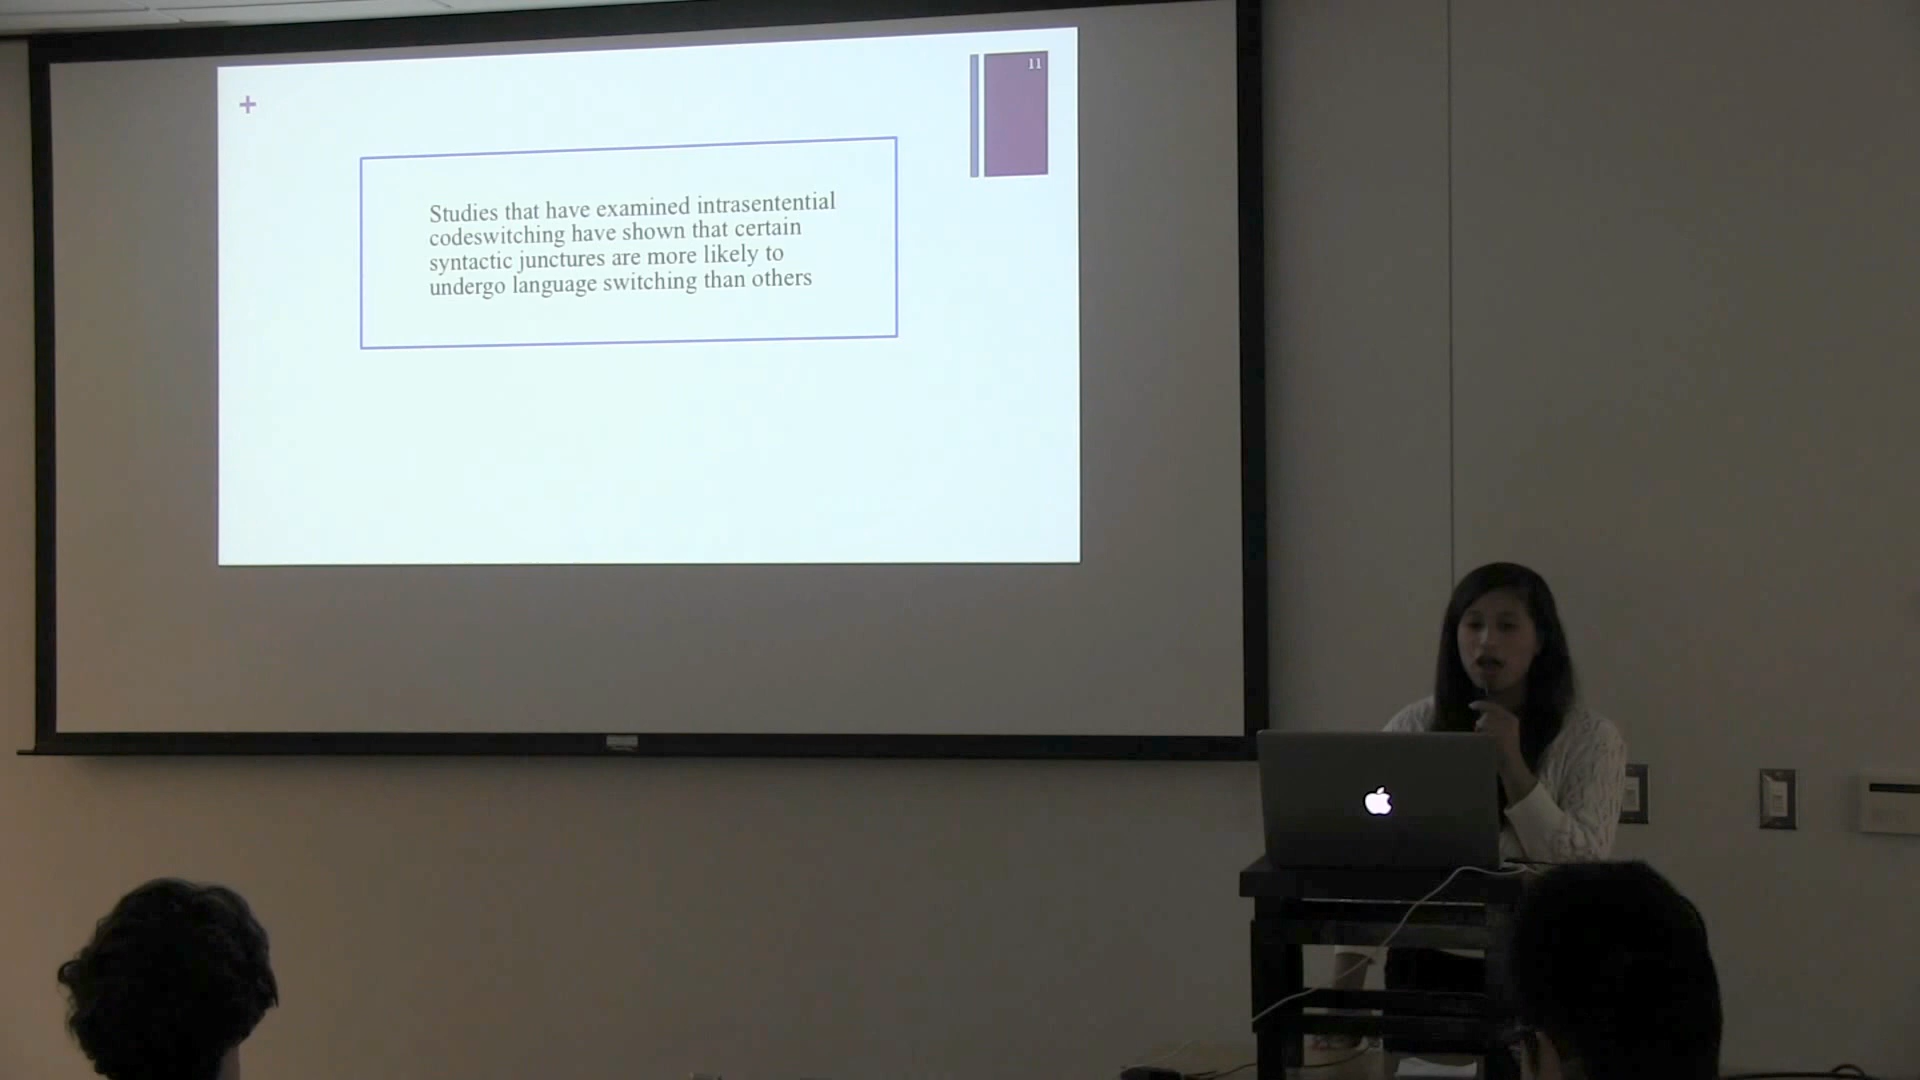 11
+
Studies that have examined intrasentential
codeswitching have shown that certain
syntactic junctures are more likely to
undergo language switching than others